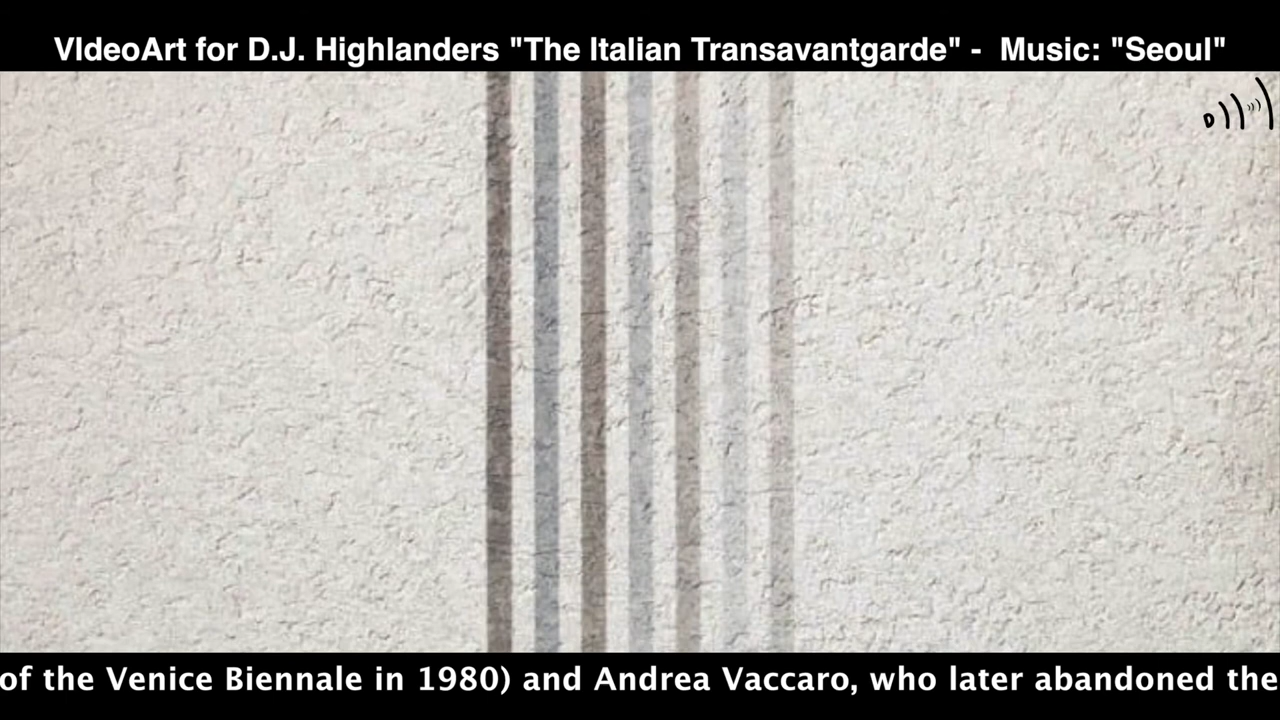 VIdeoArt for D.J. Highlanders "The Italian Transavantgarde" - Music: "Seoul"
of the Venice Biennale in 1980) and Andrea Vaccaro, who later abandoned the